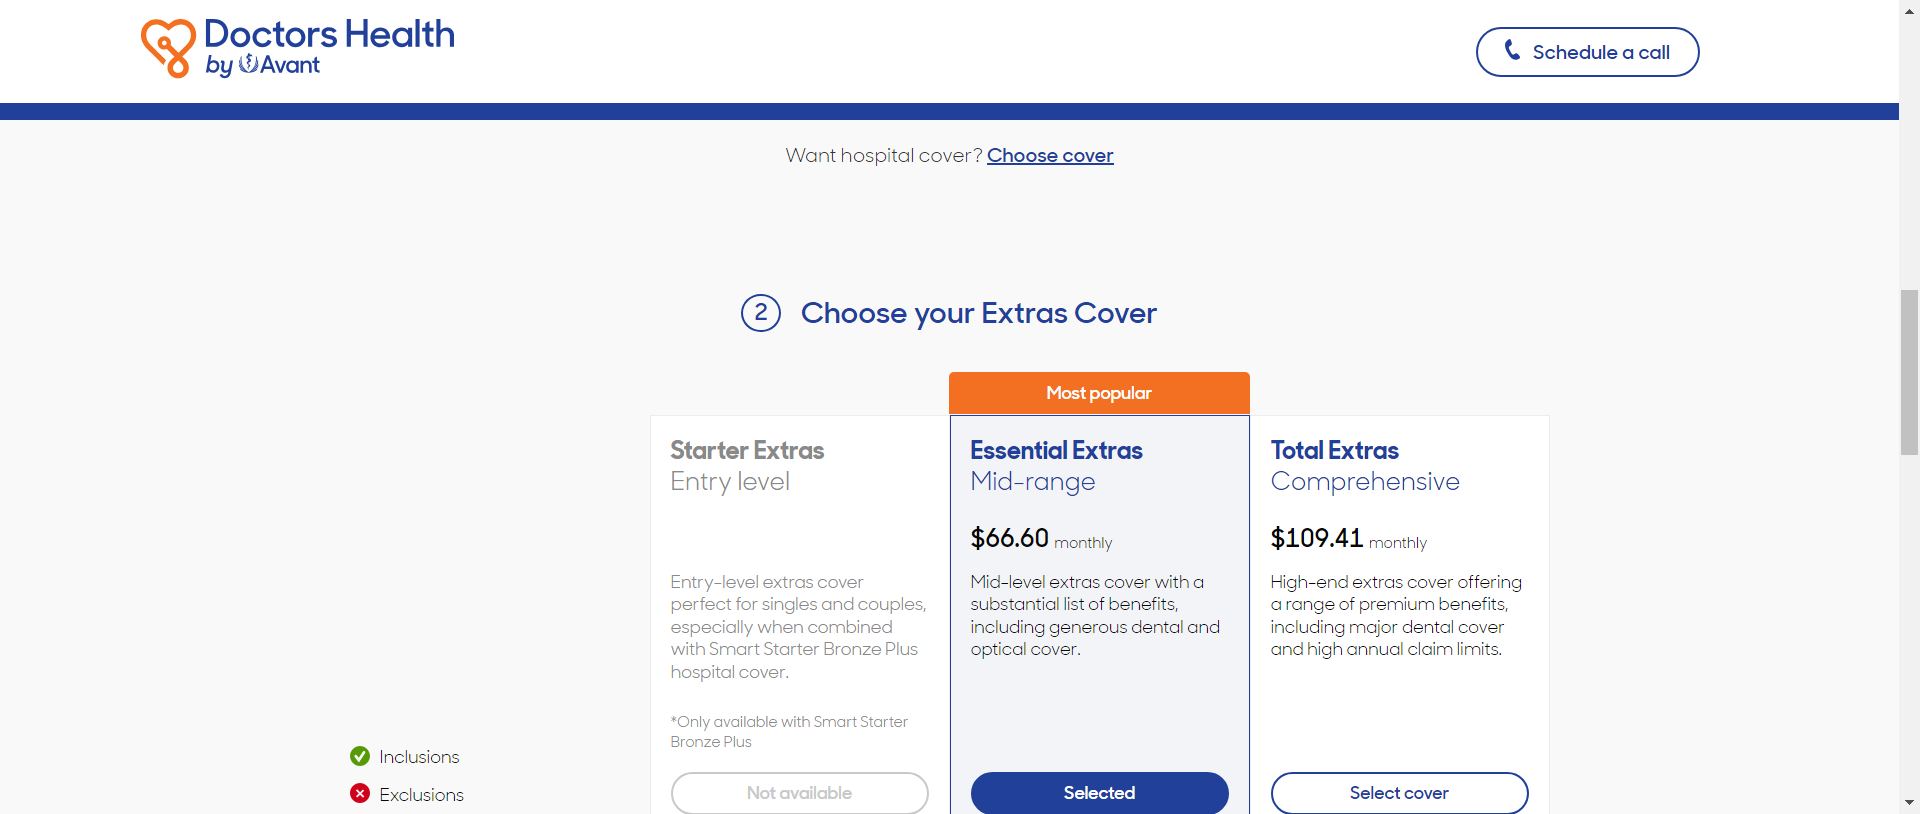 Doctors Health
by Avant
Schedule a call
Want hospital cover? Choose cover
2 Choose your Extras Cover
Most popular
Starter Extras
Entry level
Entry-level extras cover
perfect for singles and couples,
especially when combined
with Smart Starter Bronze Plus
hospital cover.
*Only available with Smart Starter
Bronze Plus
Not available
Essential Extras
Mid-range
$66.60 monthly
Mid-level extras cover with a
substantial list of benefits,
including generous dental and
optical cover.
Selected
Total Extras
Comprehensive
$109.41 monthly
High-end extras cover offering
a range of premium benefits,
including major dental cover
and high annual claim limits.
Select cover
Inclusions
Exclusions